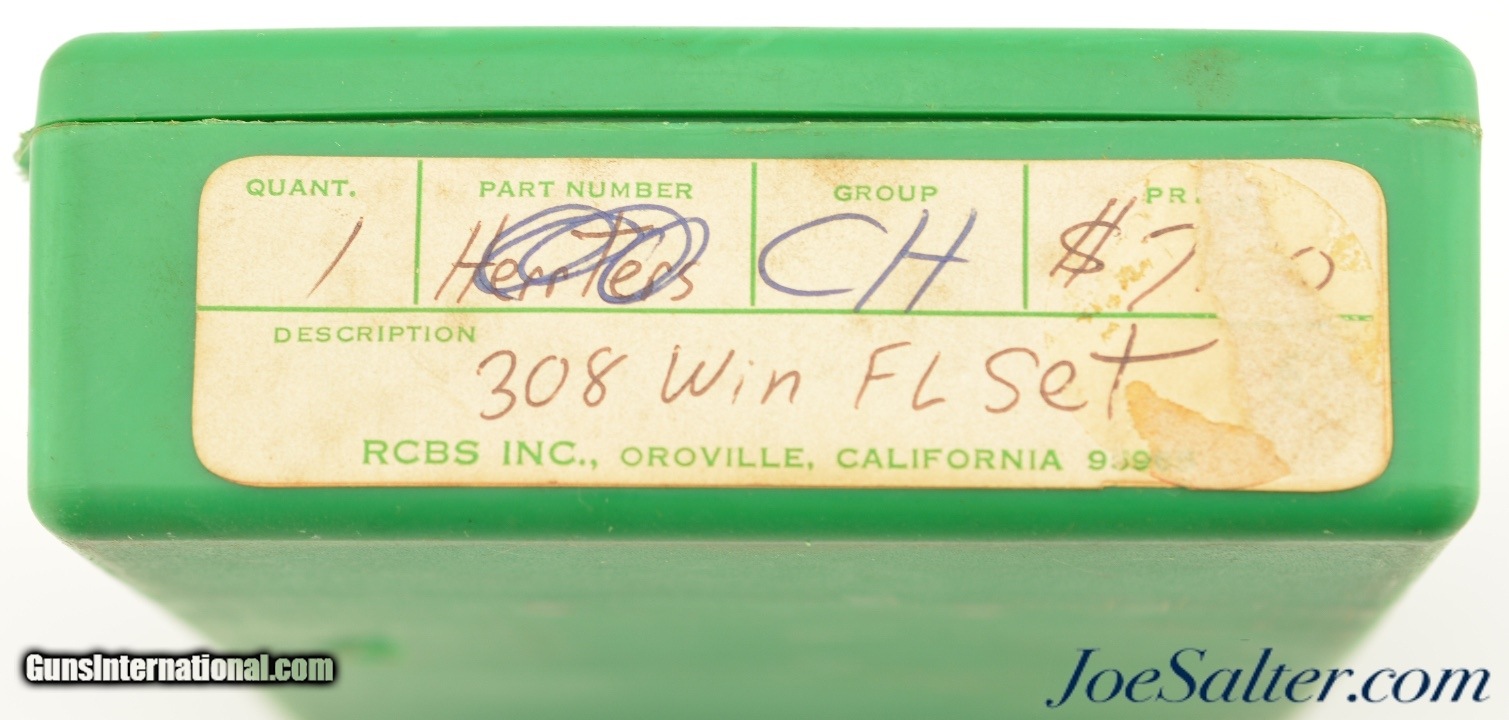 QUANT. PART NUMBER GROUP PR.
1 CH
DESCRIPTION
308 Win FL Set
RCBS INC., OROVILLE, CALIFORNIA
GunsInternational.com
JoeSalter.com